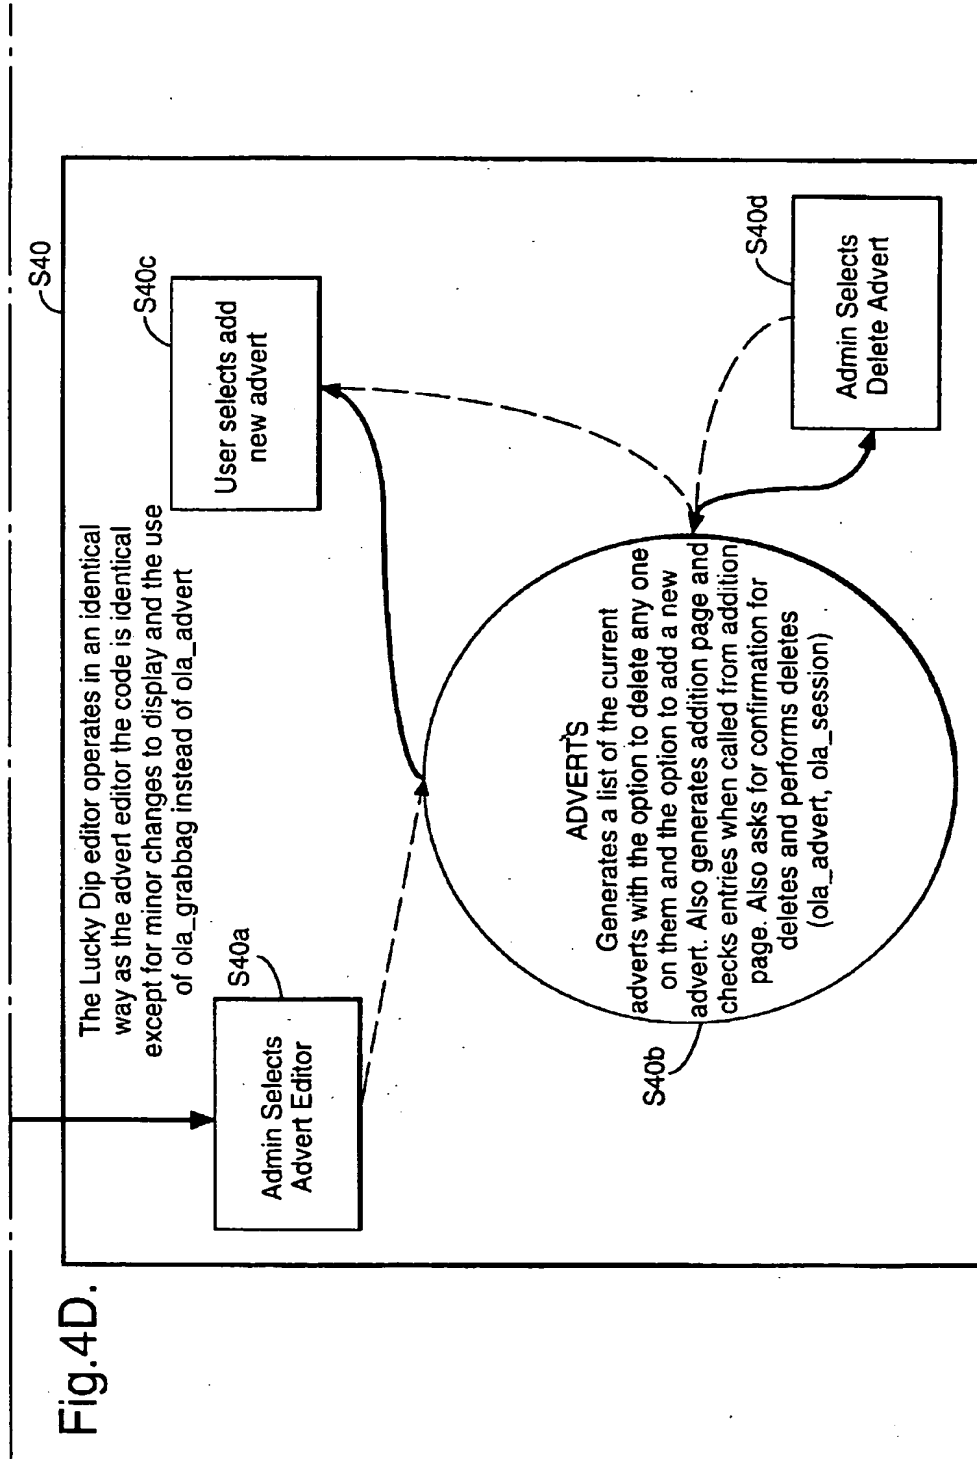 Fig.4D.
S40
The Lucky Dip editor operates in an identical
way as the advert editor the code is identical
except for minor changes to display and the use
of ola_grabbag instead of ola_advert
S40a
Admin Selects
Advert Editor
S40c
User selects add
new advert
S40b
ADVERTS
Generates a list of the current
adverts with the option to delete any one
on them and the option to add a new
advert. Also generates addition page and
checks entries when called from addition
page. Also asks for confirmation for
deletes and performs deletes
(ola_advert, ola_session)
S40d
Admin Selects
Delete Advert